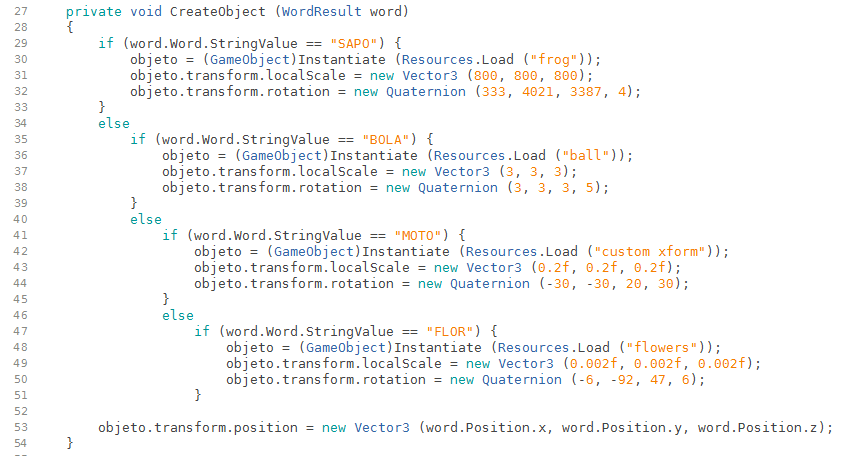 27 private void CreateObject (WordResult word)
28 {
29 if (word.Word.StringValue == "SAPO") {
30 objeto = (GameObject)Instantiate (Resources.Load ("frog"));
31 objeto.transform.localScale = new Vector3 (800, 800, 800);
32 objeto.transform.rotation = new Quaternion (333, 4021, 3387, 4);
33 }
34 else
35 if (word.Word.StringValue == "BOLA") {
36 objeto = (GameObject)Instantiate (Resources.Load ("ball"));
37 objeto.transform.localScale = new Vector3 (3, 3, 3);
38 objeto.transform.rotation = new Quaternion (3, 3, 3, 5);
39 }
40 else
41 if (word.Word.StringValue == "MOTO") {
42 objeto = (GameObject)Instantiate (Resources.Load ("custom xform"));
43 objeto.transform.localScale = new Vector3 (0.2f, 0.2f, 0.2f);
44 objeto.transform.rotation = new Quaternion (-30, -30, 20, 30);
45 }
46 else
47 if (word.Word.StringValue == "FLOR") {
48 objeto = (GameObject)Instantiate (Resources.Load ("flowers"));
49 objeto.transform.localScale = new Vector3 (0.002f, 0.002f, 0.002f);
50 objeto.transform.rotation = new Quaternion (-6, -92, 47, 6);
51 }
52
53 objeto.transform.position = new Vector3 (word.Position.x, word.Position.y, word.Position.z);
54 }